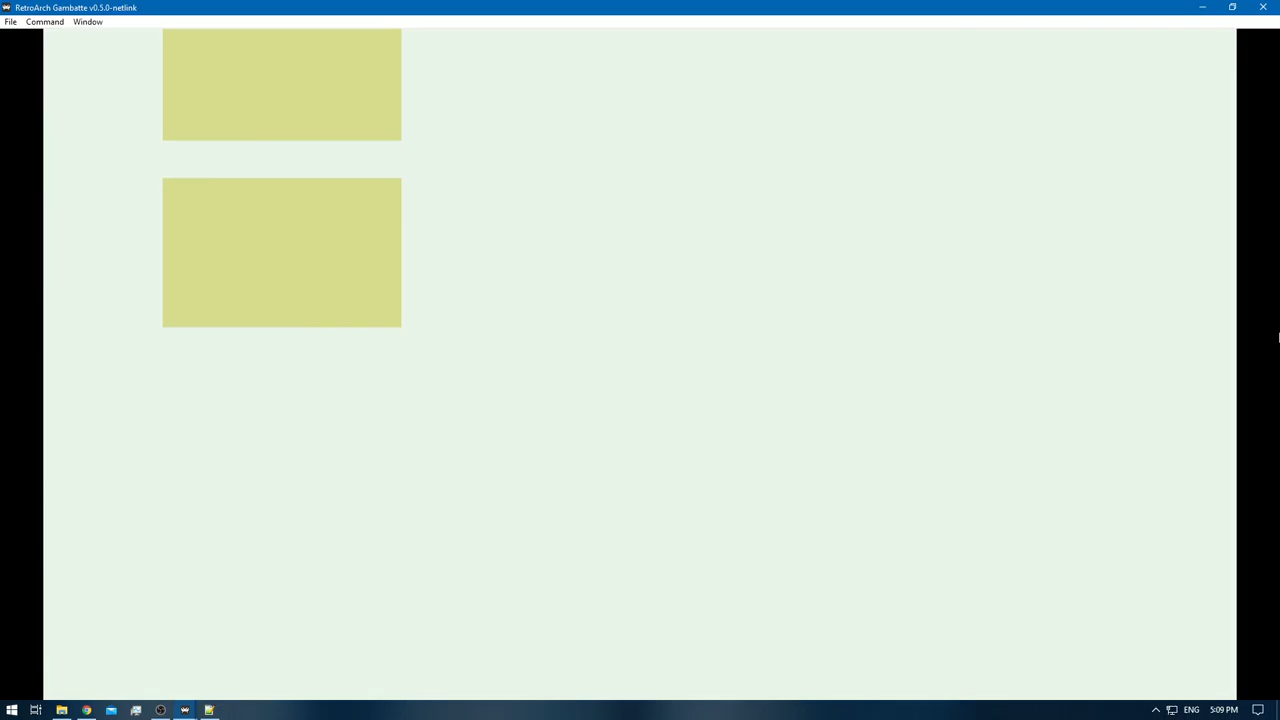 RetroArch Gambatte v0.5.0-netlink
File Command Window
ENG 5:09 PM